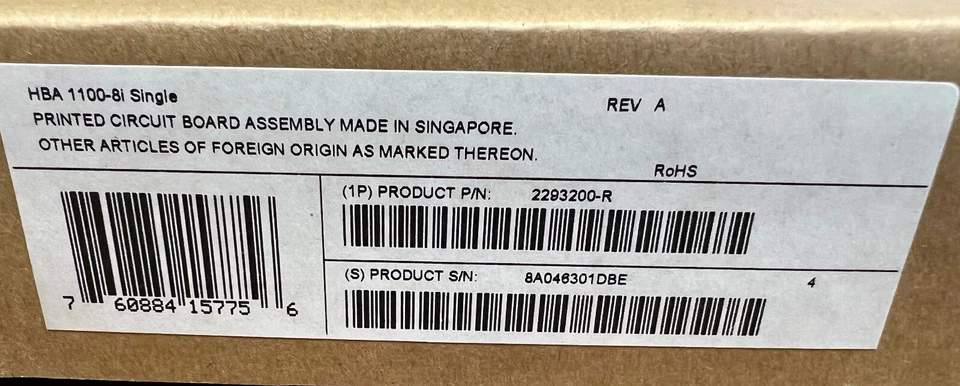 HBA 1100-8i Single
REV A
PRINTED CIRCUIT BOARD ASSEMBLY MADE IN SINGAPORE.
OTHER ARTICLES OF FOREIGN ORIGIN AS MARKED THEREON.
RoHS
(1P) PRODUCT P/N: 2293200-R
(S) PRODUCT S/N: 8A046301DBE 4
7 60884 15775 6